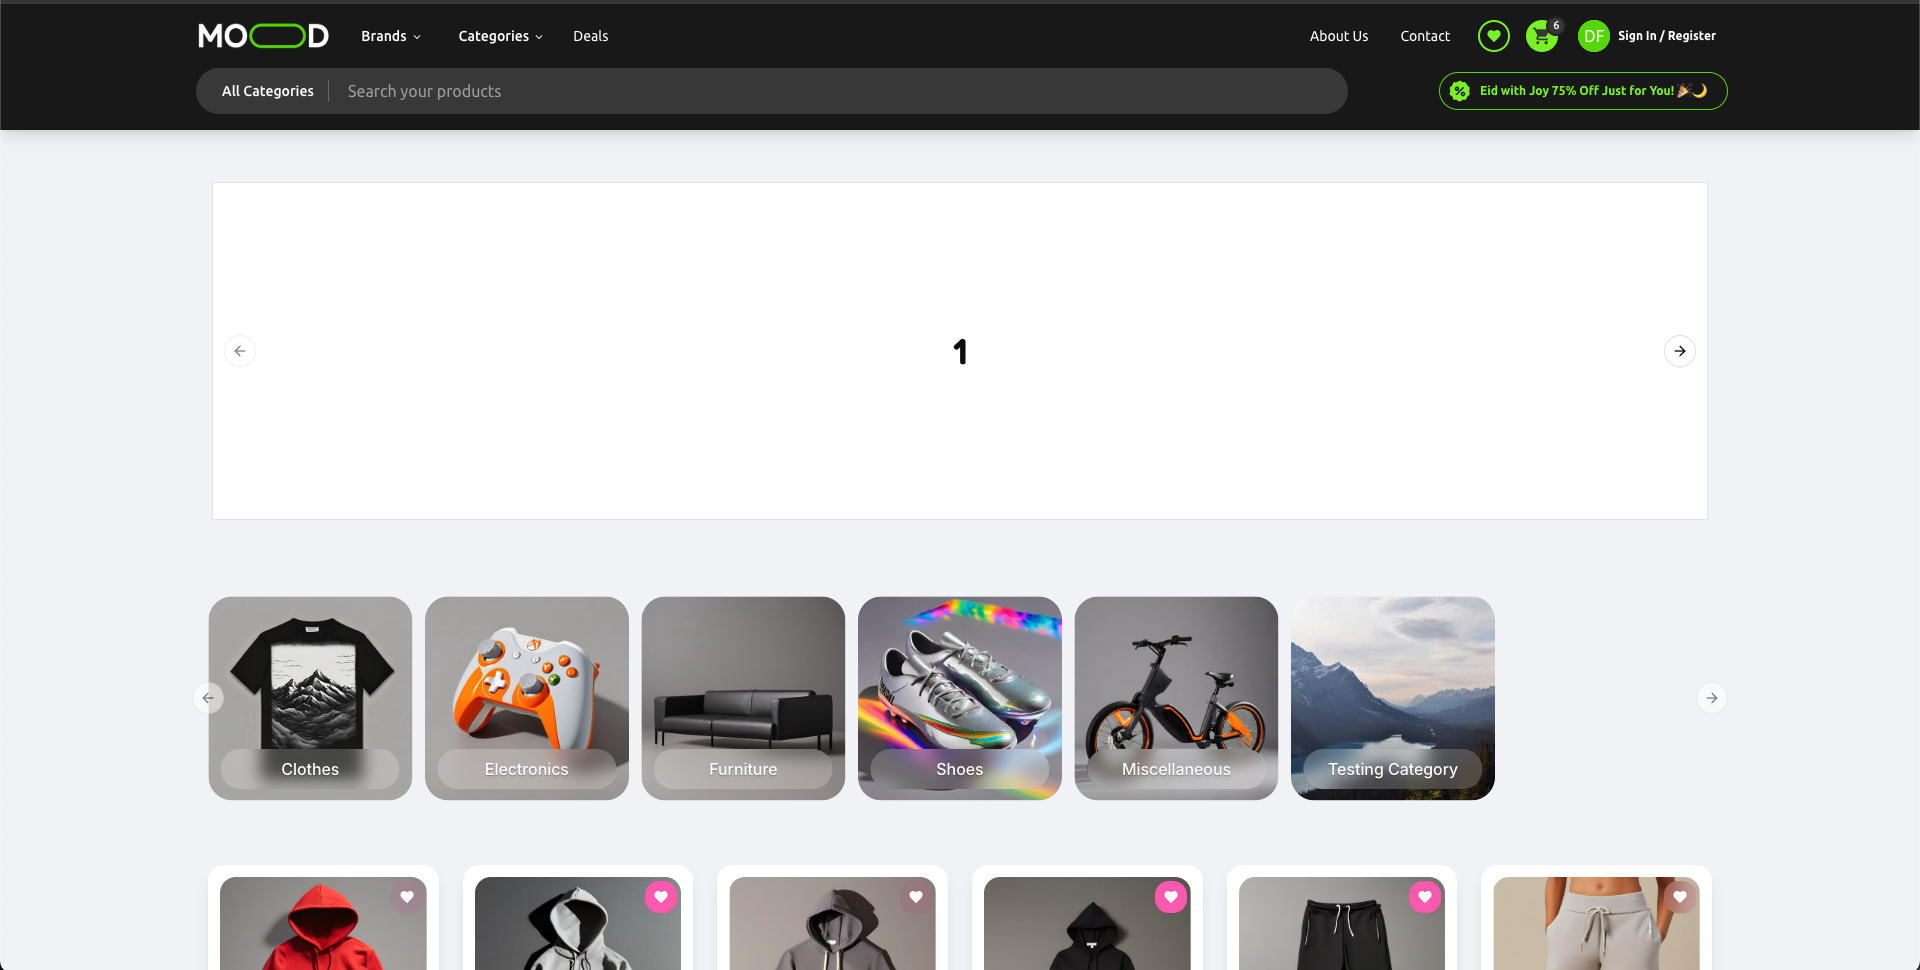 MOOD
Brands
Categories
Deals
About Us
Contact
6
DF
Sign In / Register
All Categories
Search your products
%
Eid with Joy 75% Off Just for You! 🎉🌙
1
Clothes
Electronics
Furniture
Shoes
Miscellaneous
Testing Category